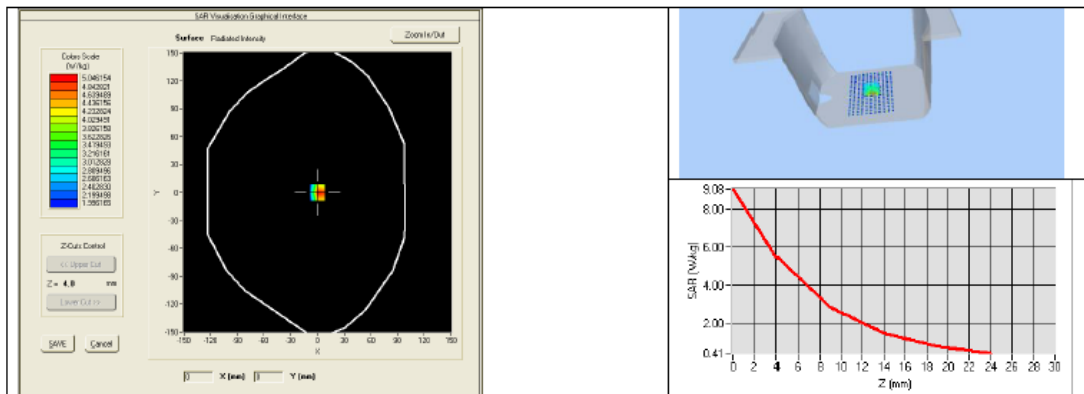 SAR Visualisation Graphical Interface
Surface Radiated Intensity
Zoom In/Out
Colors Scale
(W/kg)
5.046154
4.842821
4.639489
4.436156
4.232824
4.029491
3.826159
3.622826
3.419493
3.216161
3.012828
2.809496
2.606163
2.402830
2.199498
1.996165
150
120
90
60
30
0
-30
-60
-90
-120
-150
Y
-150 -120 -90 -60 -30 0 30 60 90 120 150
X
Z-Cuts Control
<< Upper Cut
Z = 4.0 mm
Lower Cut >>
SAVE Cancel
0 X (mm) Y (mm)
9.08
8.00
6.00
4.00
2.00
0.41
SAR (W/kg)
0 2 4 6 8 10 12 14 16 18 20 22 24 26 28 30
Z (mm)